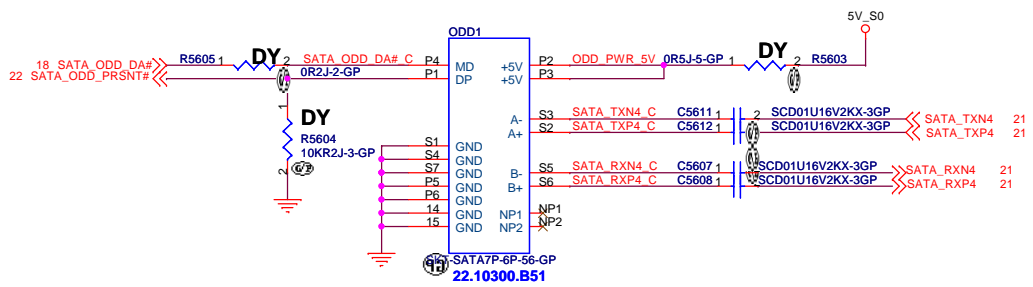 5V_S0
ODD1
18 SATA_ODD_DA# R5605 1 DY 2 SATA_ODD_DA#_C P4 MD +5V P2 ODD_PWR_5V 0R5J-5-GP 1 DY 2 R5603
22 SATA_ODD_PRSNT# 0R2J-2-GP P1 DP +5V P3
1 DY
R5604
10KR2J-3-GP
2
A- S3 SATA_TXN4_C C5611 1 2 SCD01U16V2KX-3GP SATA_TXN4 21
A+ S2 SATA_TXP4_C C5612 1 SCD01U16V2KX-3GP SATA_TXP4 21
S1 GND
S4 GND
S7 GND B- S5 SATA_RXN4_C C5607 1 SCD01U16V2KX-3GP SATA_RXN4 21
P5 GND B+ S6 SATA_RXP4_C C5608 1 SCD01U16V2KX-3GP SATA_RXP4 21
P6 GND
14 GND NP1 NP1
15 GND NP2 NP2
SKT-SATA7P-6P-56-GP
22.10300.B51